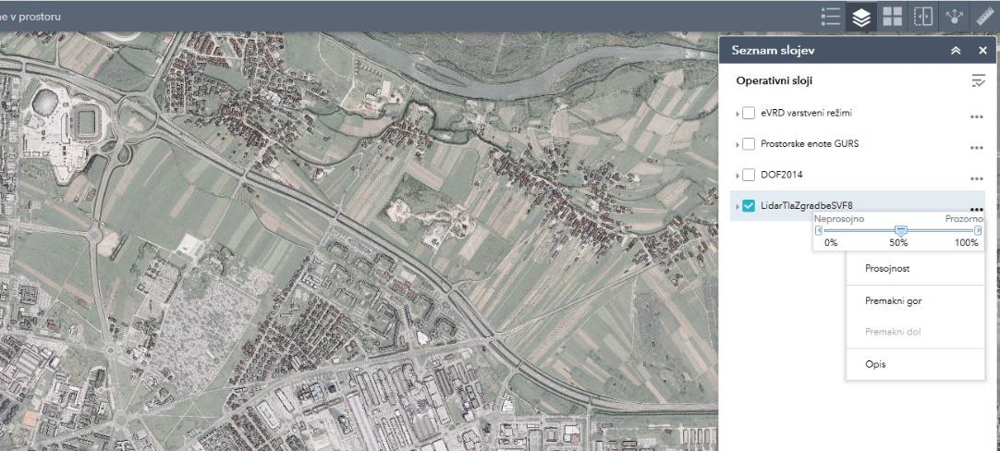 ne v prostoru
Seznam slojev
Operativni sloji
eVRD varstveni režimi
Prostorske enote GURS
DOF2014
LidarTlaZgradbeSVF8
Neprosojno Prozorno
0% 50% 100%
Prosojnost
Premakni gor
Premakni dol
Opis